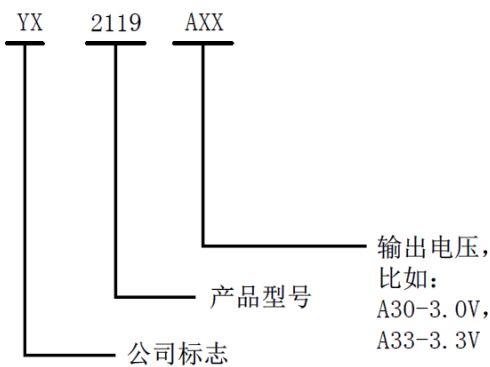 YX 2119 AXX
输出电压,
比如:
A30-3.0V,
A33-3.3V
产品型号
公司标志